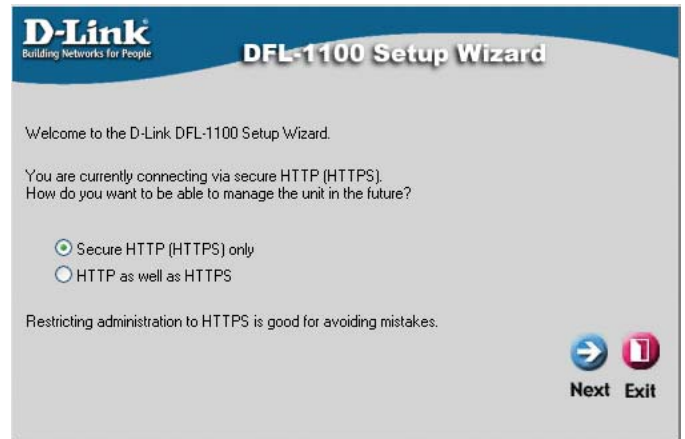 D-Link
Building Networks for People
DFL-1100 Setup Wizard
Welcome to the D-Link DFL-1100 Setup Wizard.
You are currently connecting via secure HTTP (HTTPS).
How do you want to be able to manage the unit in the future?
Secure HTTP (HTTPS) only
HTTP as well as HTTPS
Restricting administration to HTTPS is good for avoiding mistakes.
Next Exit